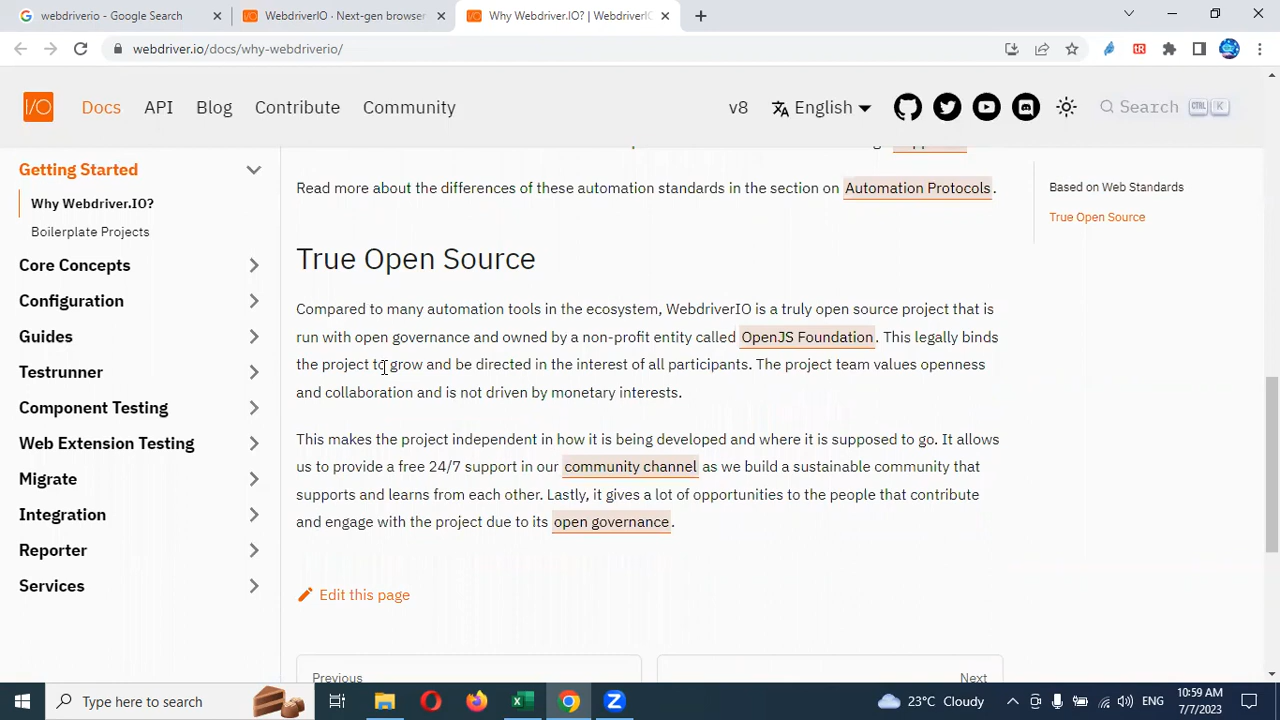 webdriverio - Google Search
WebdriverIO · Next-gen browser
Why Webdriver.IO? | WebdriverIO
webdriver.io/docs/why-webdriverio/
I/O
Docs
API
Blog
Contribute
Community
v8
English
Search
CTRL
K
Getting Started
Why Webdriver.IO?
Boilerplate Projects
Core Concepts
Configuration
Guides
Testrunner
Component Testing
Web Extension Testing
Migrate
Integration
Reporter
Services
Read more about the differences of these automation standards in the section on Automation Protocols.
True Open Source
Compared to many automation tools in the ecosystem, WebdriverIO is a truly open source project that is
run with open governance and owned by a non-profit entity called OpenJS Foundation. This legally binds
the project to grow and be directed in the interest of all participants. The project team values openness
and collaboration and is not driven by monetary interests.
This makes the project independent in how it is being developed and where it is supposed to go. It allows
us to provide a free 24/7 support in our community channel as we build a sustainable community that
supports and learns from each other. Lastly, it gives a lot of opportunities to the people that contribute
and engage with the project due to its open governance.
Edit this page
Previous
Next
Based on Web Standards
True Open Source
Type here to search
23°C Cloudy
ENG
10:59 AM
7/7/2023